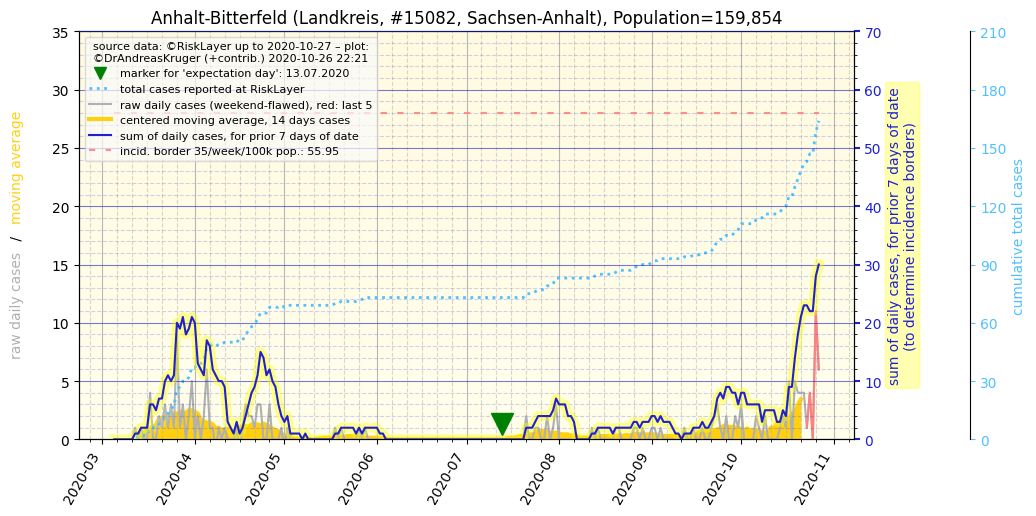 Anhalt-Bitterfeld (Landkreis, #15082, Sachsen-Anhalt), Population=159,854
source data: ©RiskLayer up to 2020-10-27 – plot:
©DrAndreasKruger (+contrib.) 2020-10-26 22:21
marker for 'expectation day': 13.07.2020
total cases reported at RiskLayer
raw daily cases (weekend-flawed), red: last 5
centered moving average, 14 days cases
sum of daily cases, for prior 7 days of date
incid. border 35/week/100k pop.: 55.95
raw daily cases / moving average
35
30
25
20
15
10
5
0
70
60
50
40
30
20
10
0
sum of daily cases, for prior 7 days of date
(to determine incidence borders)
210
180
150
120
90
60
30
0
cumulative total cases
2020-03
2020-04
2020-05
2020-06
2020-07
2020-08
2020-09
2020-10
2020-11